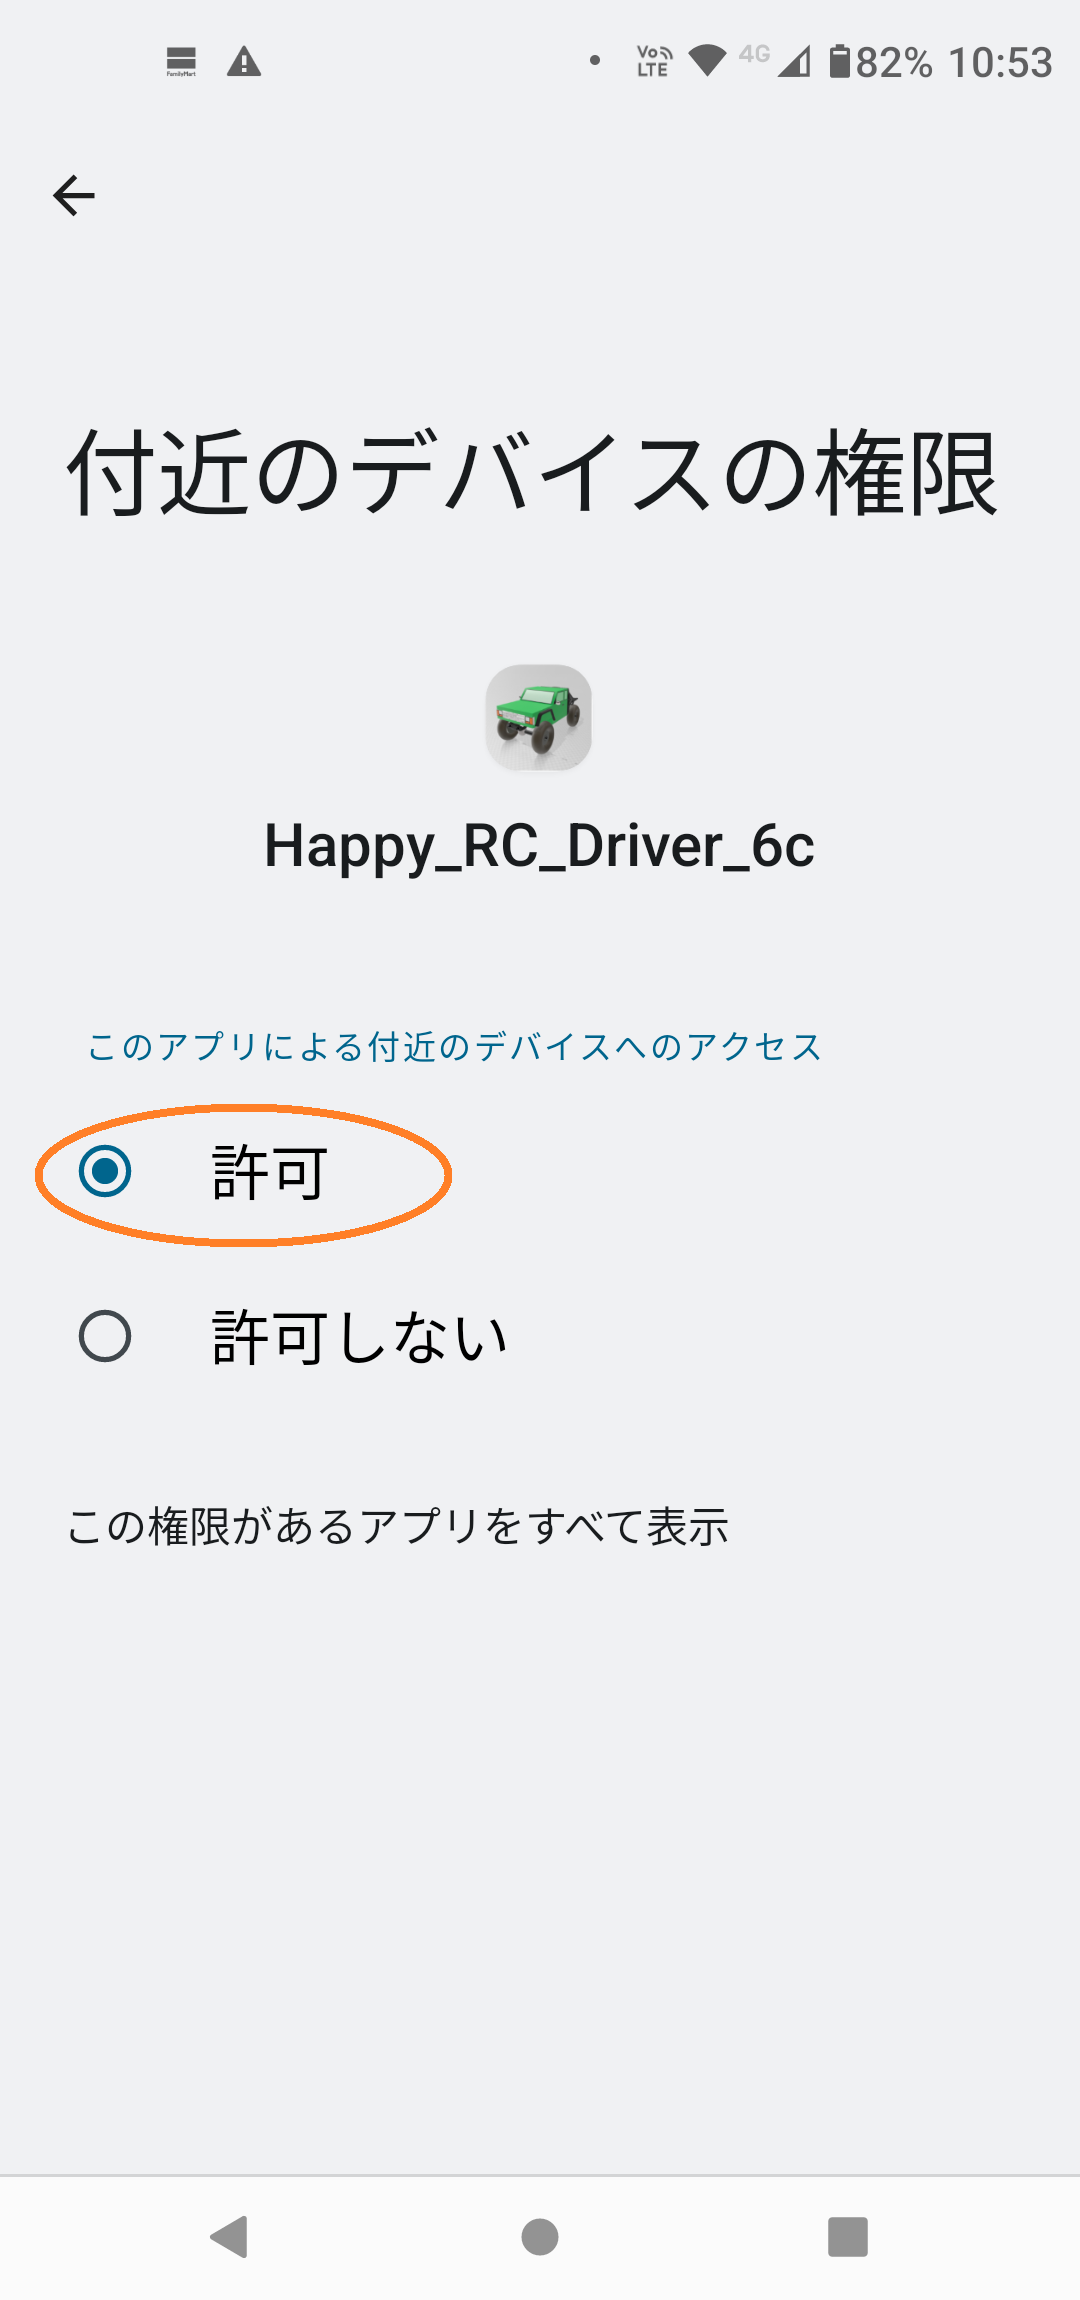 FamilyMart
Vo LTE 4G 82% 10:53
付近のデバイスの権限
Happy_RC_Driver_6c
このアプリによる付近のデバイスへのアクセス
許可
許可しない
この権限があるアプリをすべて表示